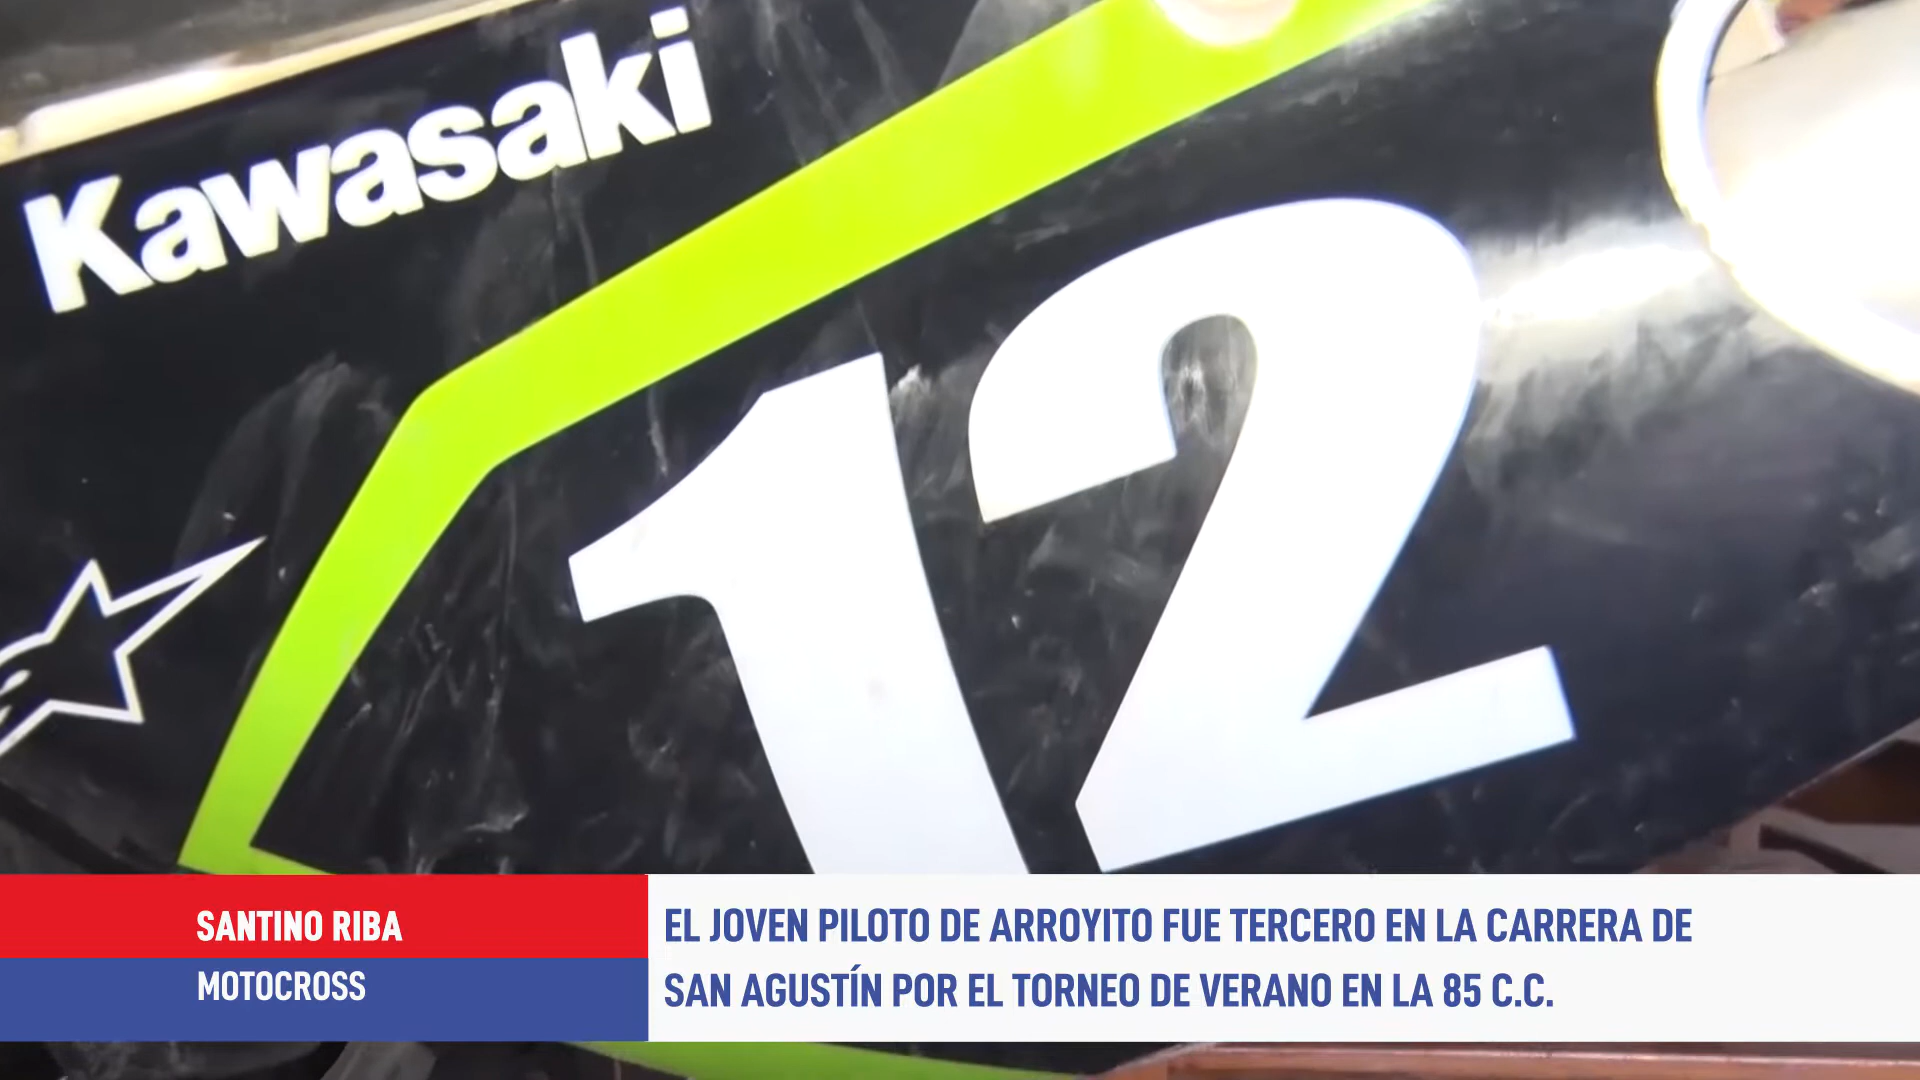 Kawasaki
12
SANTINO RIBA
MOTOCROSS
EL JOVEN PILOTO DE ARROYITO FUE TERCERO EN LA CARRERA DE
SAN AGUSTÍN POR EL TORNEO DE VERANO EN LA 85 C.C.